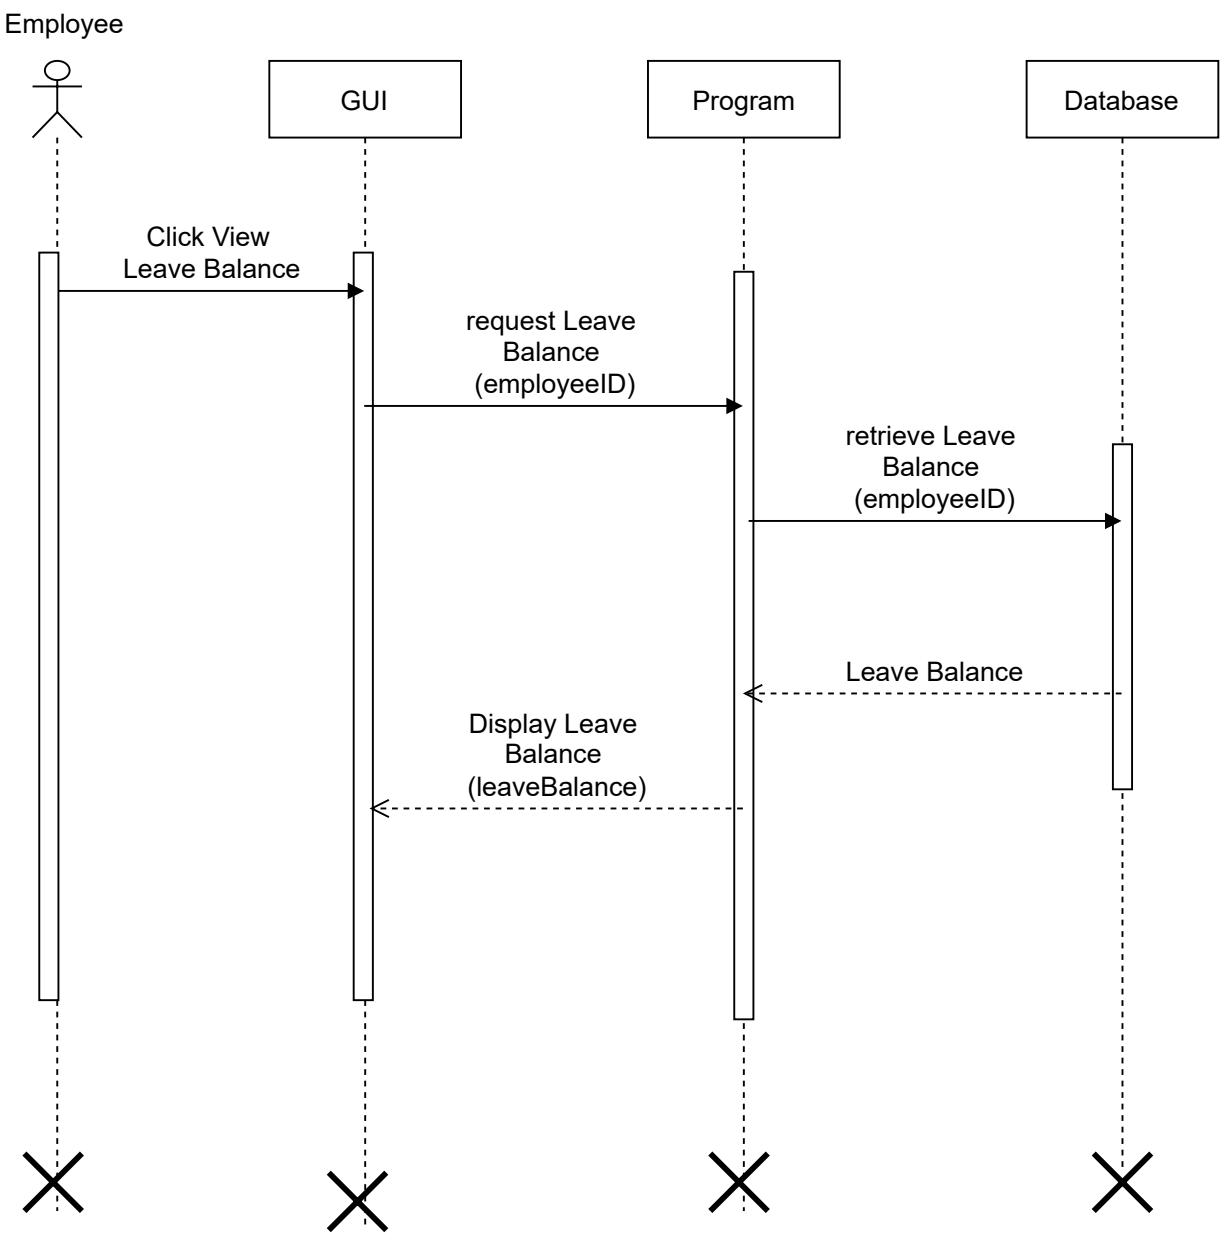 Employee
GUI
Program
Database
Click View
Leave Balance
request Leave
Balance
(employeeID)
retrieve Leave
Balance
(employeeID)
Leave Balance
Display Leave
Balance
(leaveBalance)